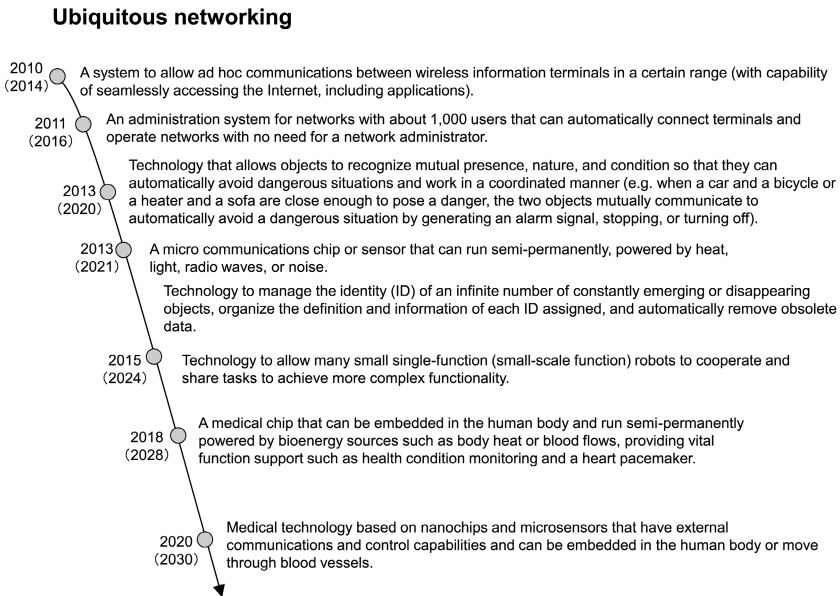 Ubiquitous networking
2010
(2014)
A system to allow ad hoc communications between wireless information terminals in a certain range (with capability
of seamlessly accessing the Internet, including applications).
2011
(2016)
An administration system for networks with about 1,000 users that can automatically connect terminals and
operate networks with no need for a network administrator.
2013
(2020)
Technology that allows objects to recognize mutual presence, nature, and condition so that they can
automatically avoid dangerous situations and work in a coordinated manner (e.g. when a car and a bicycle or
a heater and a sofa are close enough to pose a danger, the two objects mutually communicate to
automatically avoid a dangerous situation by generating an alarm signal, stopping, or turning off).
2013
(2021)
A micro communications chip or sensor that can run semi-permanently, powered by heat,
light, radio waves, or noise.
Technology to manage the identity (ID) of an infinite number of constantly emerging or disappearing
objects, organize the definition and information of each ID assigned, and automatically remove obsolete
data.
2015
(2024)
Technology to allow many small single-function (small-scale function) robots to cooperate and
share tasks to achieve more complex functionality.
2018
(2028)
A medical chip that can be embedded in the human body and run semi-permanently
powered by bioenergy sources such as body heat or blood flows, providing vital
function support such as health condition monitoring and a heart pacemaker.
2020
(2030)
Medical technology based on nanochips and microsensors that have external
communications and control capabilities and can be embedded in the human body or move
through blood vessels.